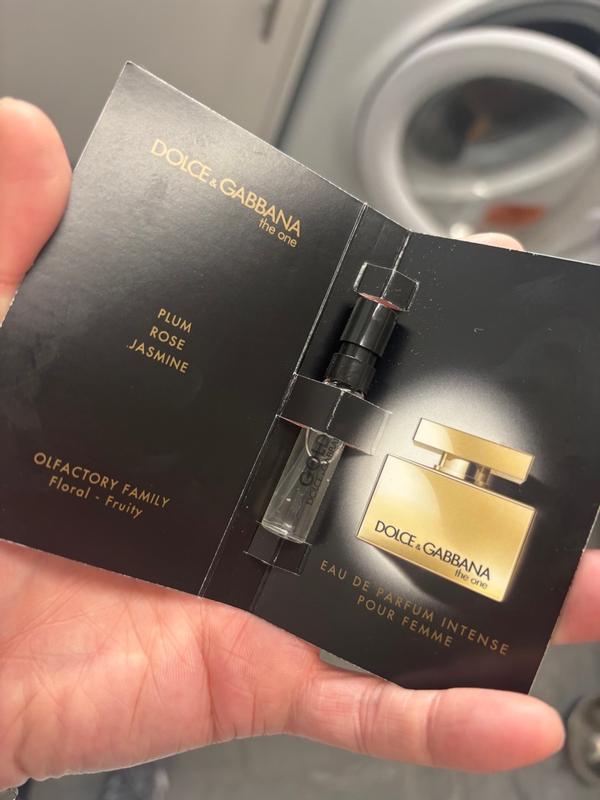 DOLCE & GABBANA
the one
PLUM
ROSE
JASMINE
OLFACTORY FAMILY
Floral - Fruity
GOLD
DOLCE & GABBANA
the one
EAU DE PARFUM INTENSE
POUR FEMME